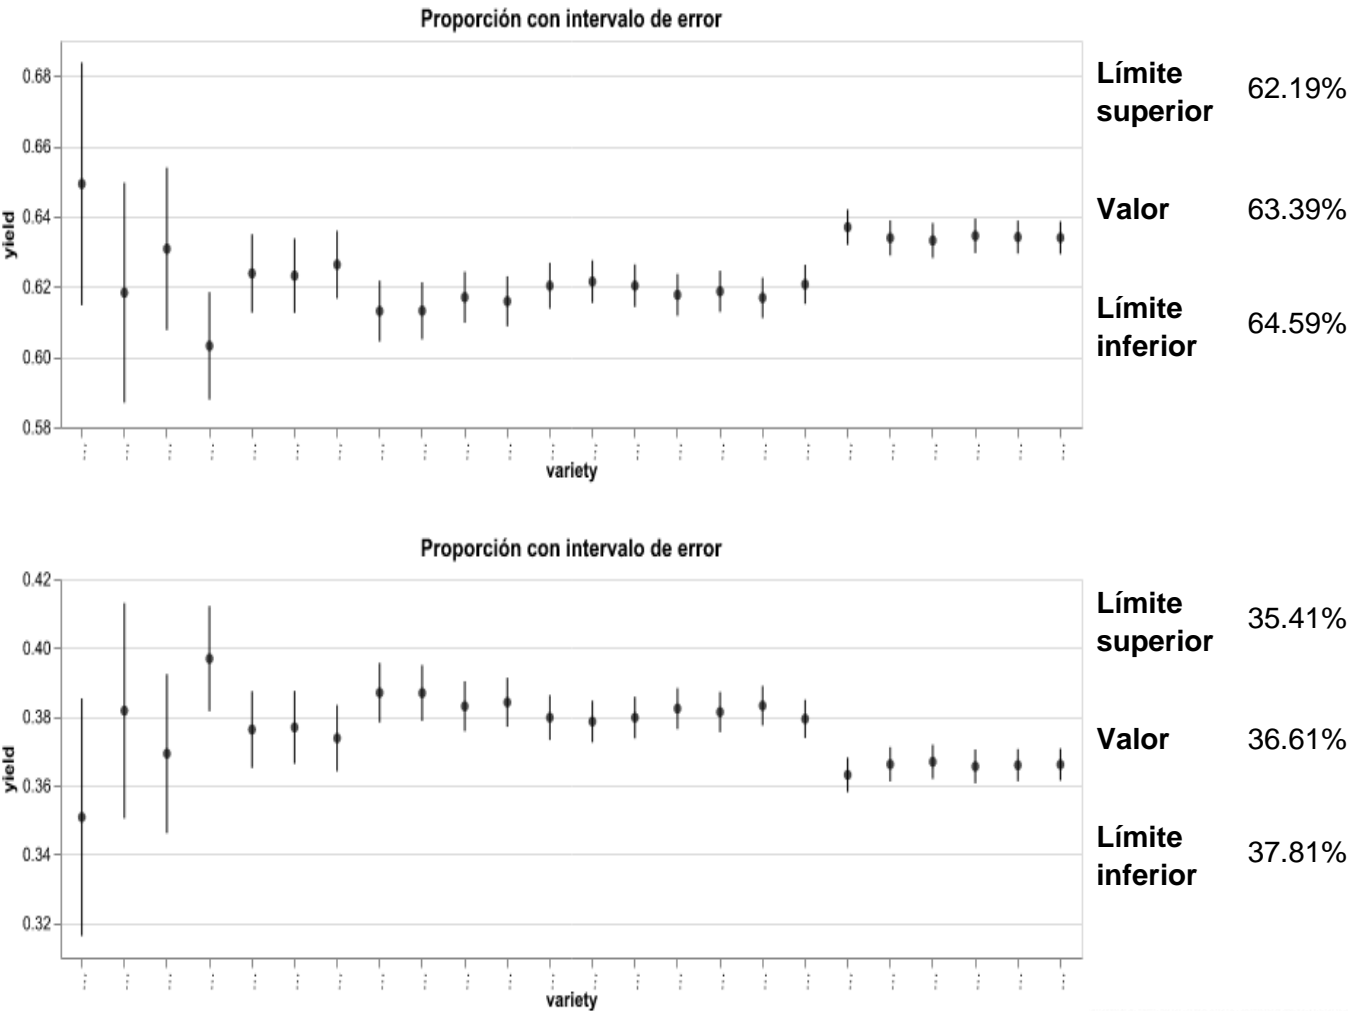 Proporción con intervalo de error
0.68
0.66
0.64
0.62
0.60
0.58
yield
variety
Límite superior 62.19%
Valor 63.39%
Límite inferior 64.59%
Proporción con intervalo de error
0.42
0.40
0.38
0.36
0.34
0.32
yield
variety
Límite superior 35.41%
Valor 36.61%
Límite inferior 37.81%